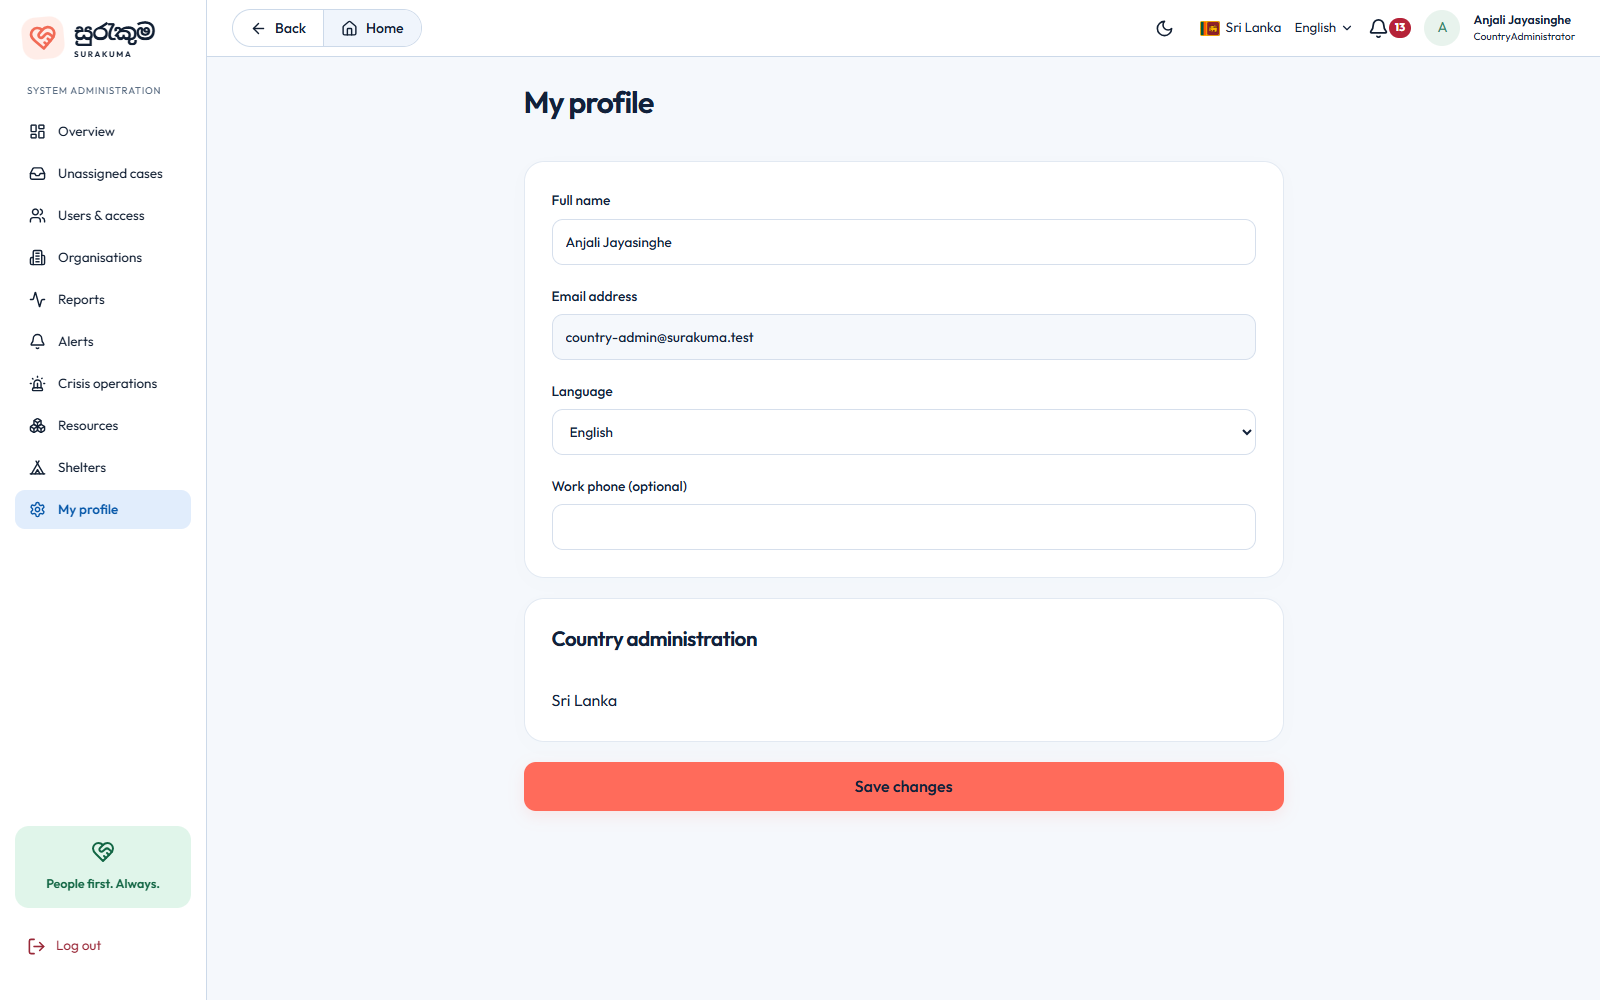 සුරැකුම
SURAKUMA
SYSTEM ADMINISTRATION
Overview
Unassigned cases
Users & access
Organisations
Reports
Alerts
Crisis operations
Resources
Shelters
My profile
People first. Always.
Log out
Back
Home
Sri Lanka
English
13
A
Anjali Jayasinghe
CountryAdministrator
My profile
Full name
Anjali Jayasinghe
Email address
country-admin@surakuma.test
Language
English
Work phone (optional)
Country administration
Sri Lanka
Save changes